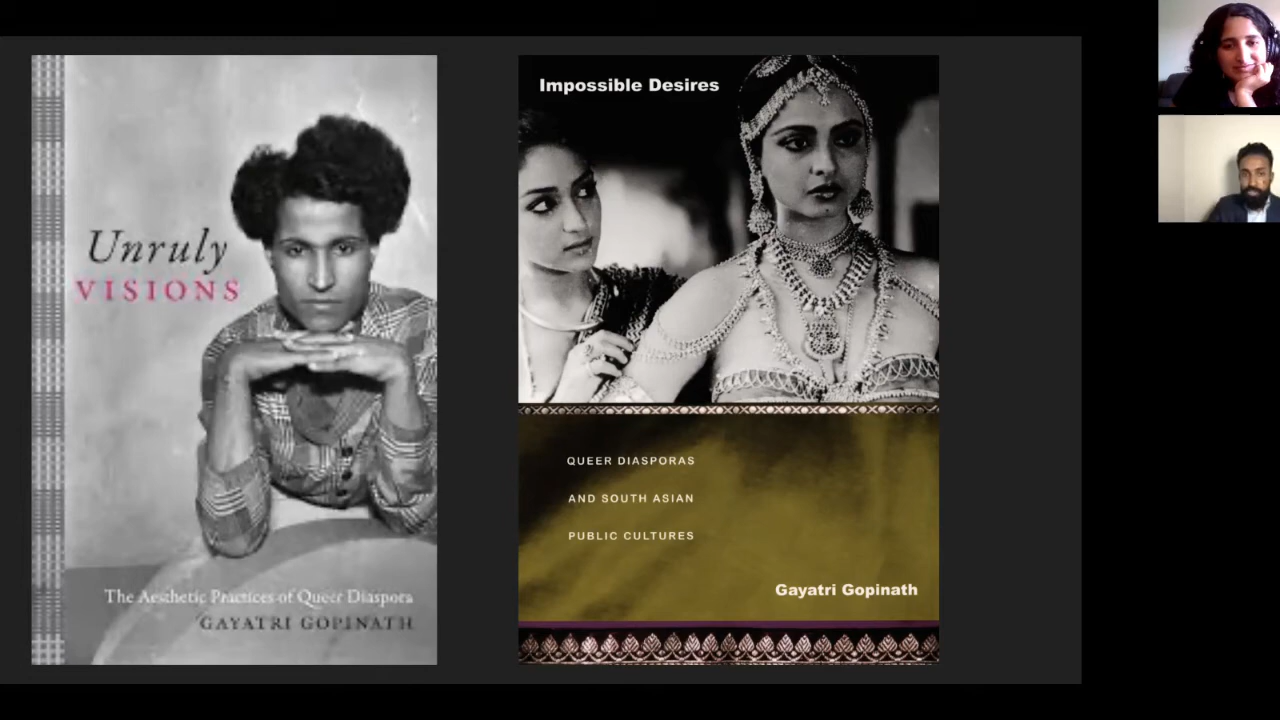 Unruly
VISIONS
The Aesthetic Practices of Queer Diaspora
GAYATRI GOPINATH
Impossible Desires
QUEER DIASPORAS
AND SOUTH ASIAN
PUBLIC CULTURES
Gayatri Gopinath